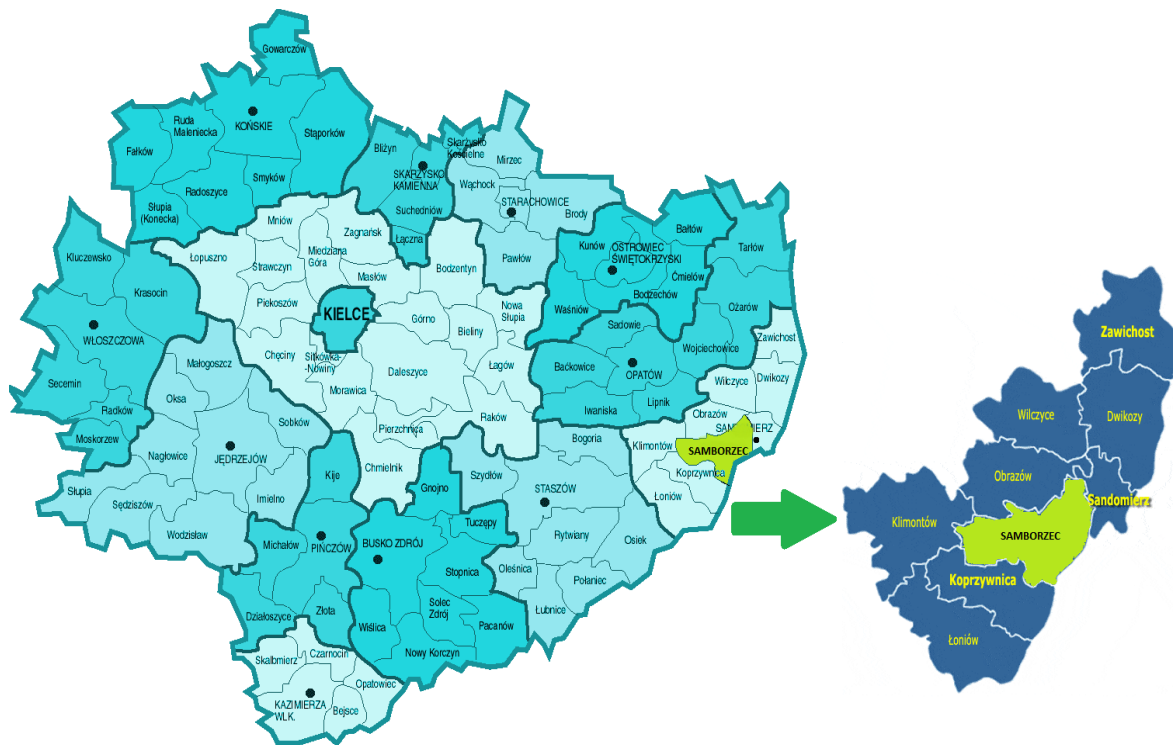 Gowarczów
Ruda
Maleniecka
KOŃSKIE
Stąporków
Fałków
Radoszyce
Smyków
Słupia
(Konecka)
Bliżyn
Skarżysko
Kościelne
SKARŻYSKO
KAMIENNA
Suchedniów
Łączna
Mirzec
Wąchock
STARACHOWICE
Brody
Pawłów
Kluczewsko
Krasocin
WŁOSZCZOWA
Secemin
Radków
Moskorzew
Mniów
Zagnańsk
Łopuszno
Strawczyn
Miedziana
Góra
Masłów
Bodzentyn
Piekoszów
KIELCE
Górno
Bieliny
Nowa
Słupia
Chęciny
Sitkówka-
-Nowiny
Morawica
Daleszyce
Łagów
Raków
Pierzchnica
Chmielnik
Kunów
OSTROWIEC
ŚWIĘTOKRZYSKI
Bałtów
Ćmielów
Bodzechów
Waśniów
Tarłów
Ożarów
Sadowie
Wojciechowice
Baćkowice
OPATÓW
Iwaniska
Lipnik
Zawichost
Wilczyce
Dwikozy
Obrazów
SANDOMIERZ
Klimontów
SAMBORZEC
Koprzywnica
Łoniów
Małogoszcz
Oksa
Sobków
Nagłowice
JĘDRZEJÓW
Słupia
Sędziszów
Imielno
Wodzisław
Kije
Michałów
PIŃCZÓW
Działoszyce
Złota
Gnojno
Tuczępy
BUSKO ZDRÓJ
Stopnica
Solec
Zdrój
Wiślica
Pacanów
Nowy Korczyn
Bogoria
Szydłów
STASZÓW
Rytwiany
Osiek
Oleśnica
Połaniec
Łubnice
Skalbmierz
Czarnocin
Opatowiec
KAZIMIERZA
WLK.
Bejsce
Zawichost
Wilczyce
Dwikozy
Obrazów
Sandomierz
Klimontów
SAMBORZEC
Koprzywnica
Łoniów